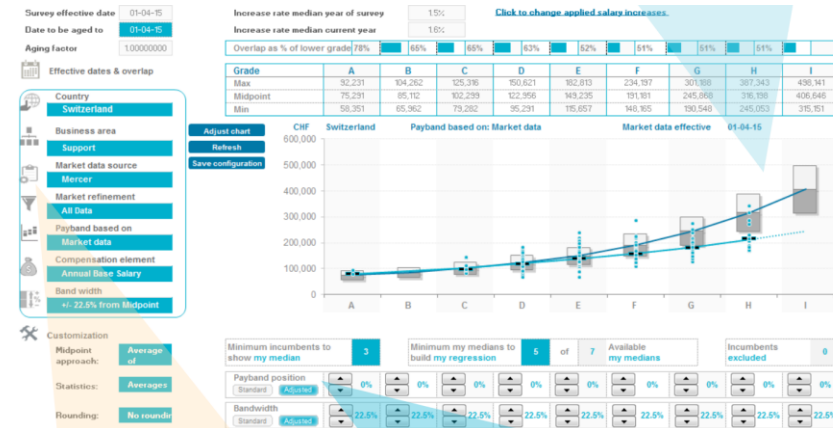 Survey effective date 01-04-15 Increase rate median year of survey 1.5% Click to change applied salary increases.
Date to be aged to 01-04-15 Increase rate median current year 1.6%
Aging factor 1.00000000 Overlap as % of lower grade 78% 65% 66% 63% 52% 51% 51% 51%
Effective dates & overlap
Grade A B C D E F G H I
Max 92,231 104,262 125,316 150,621 182,813 234,197 301,188 387,343 498,141
Midpoint 75,291 85,112 102,299 122,956 149,235 191,181 245,868 316,198 406,646
Min 58,351 65,962 79,282 95,291 115,657 148,165 190,548 245,053 315,151
Country
Switzerland
Business area
Support
Market data source
Mercer
Market refinement
All Data
Payband based on
Market data
Compensation element
Annual Base Salary
Band width
+/- 22.5% from Midpoint
Adjust chart
Refresh
Save configuration
CHF Switzerland Payband based on: Market data Market data effective 01-04-15
600,000
500,000
400,000
300,000
200,000
100,000
0
A B C D E F G H I
Customization
Midpoint approach: Average of
Statistics: Averages
Rounding: No roundin
Minimum incumbents to show my median 3 Minimum my medians to build my regression 5 of 7 Available my medians Incumbents excluded 0
Payband position
Standard Adjusted 0% 0% 0% 0% 0% 0% 0% 0% 0%
Bandwidth
Standard Adjusted 22.5% 22.5% 22.5% 22.5% 22.5% 22.5% 22.5% 22.5% 22.5%